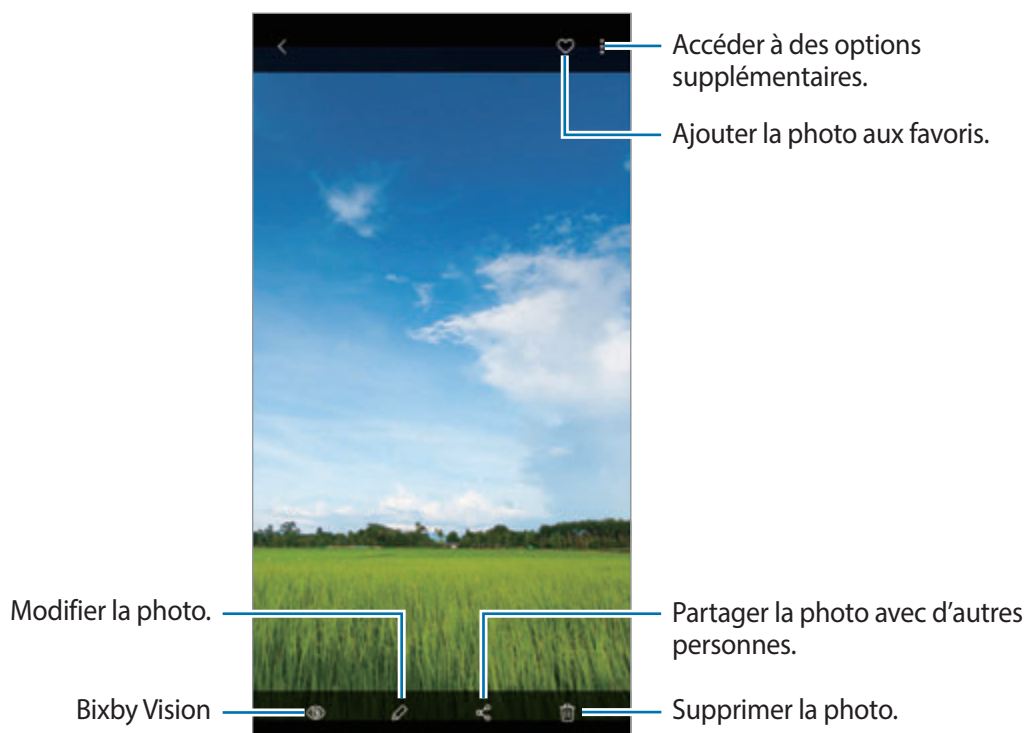 Accéder à des options
supplémentaires.
Ajouter la photo aux favoris.
Modifier la photo.
Partager la photo avec d'autres
personnes.
Bixby Vision
Supprimer la photo.